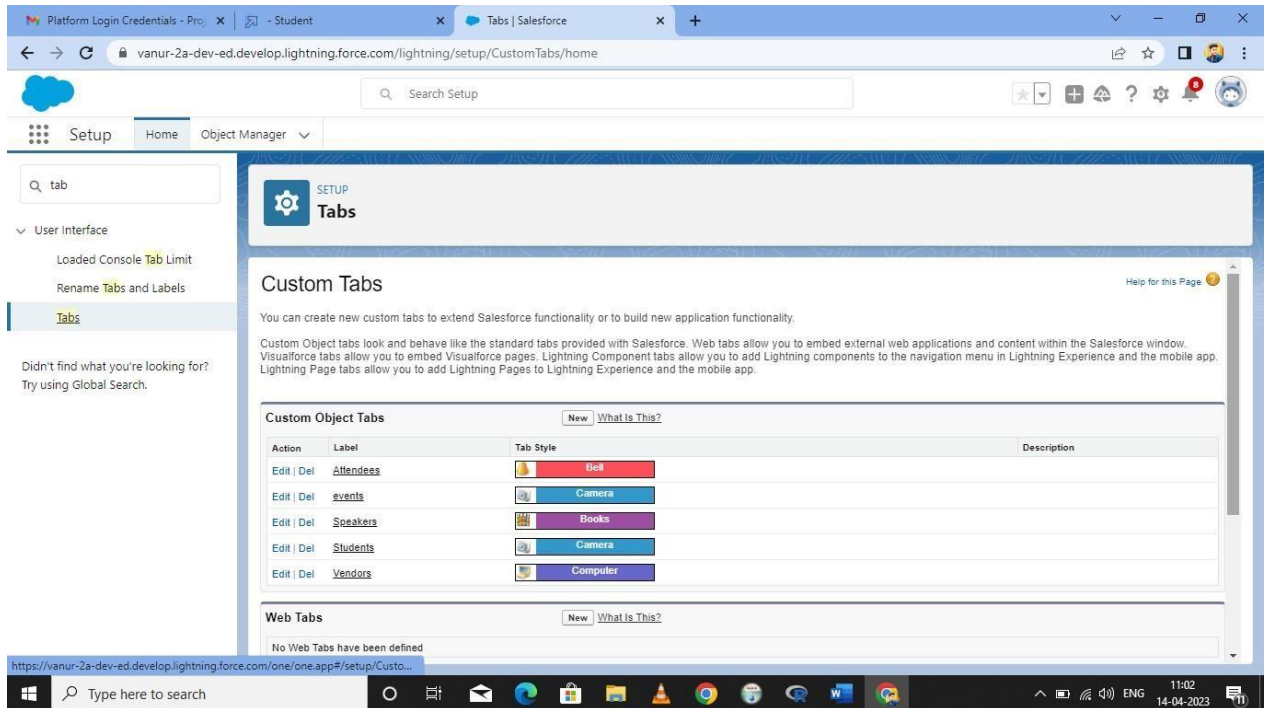 Platform Login Credentials - Proj
- Student
Tabs | Salesforce
vanur-2a-dev-ed.develop.lightning.force.com/lightning/setup/CustomTabs/home
Search Setup
8
Setup
Home
Object Manager
tab
User Interface
Loaded Console Tab Limit
Rename Tabs and Labels
Tabs
Didn't find what you're looking for?
Try using Global Search.
SETUP
Tabs
Custom Tabs
Help for this Page
You can create new custom tabs to extend Salesforce functionality or to build new application functionality.
Custom Object tabs look and behave like the standard tabs provided with Salesforce. Web tabs allow you to embed external web applications and content within the Salesforce window.
Visualforce tabs allow you to embed Visualforce pages. Lightning Component tabs allow you to add Lightning components to the navigation menu in Lightning Experience and the mobile app.
Lightning Page tabs allow you to add Lightning Pages to Lightning Experience and the mobile app.
Custom Object Tabs New What Is This?
Action Label Tab Style Description
Edit | Del Attendees Bell
Edit | Del events Camera
Edit | Del Speakers Books
Edit | Del Students Camera
Edit | Del Vendors Computer
Web Tabs New What Is This?
No Web Tabs have been defined
https://vanur-2a-dev-ed.develop.lightning.force.com/one/one.app#/setup/Custo...
Type here to search
ENG
11:02
14-04-2023
11